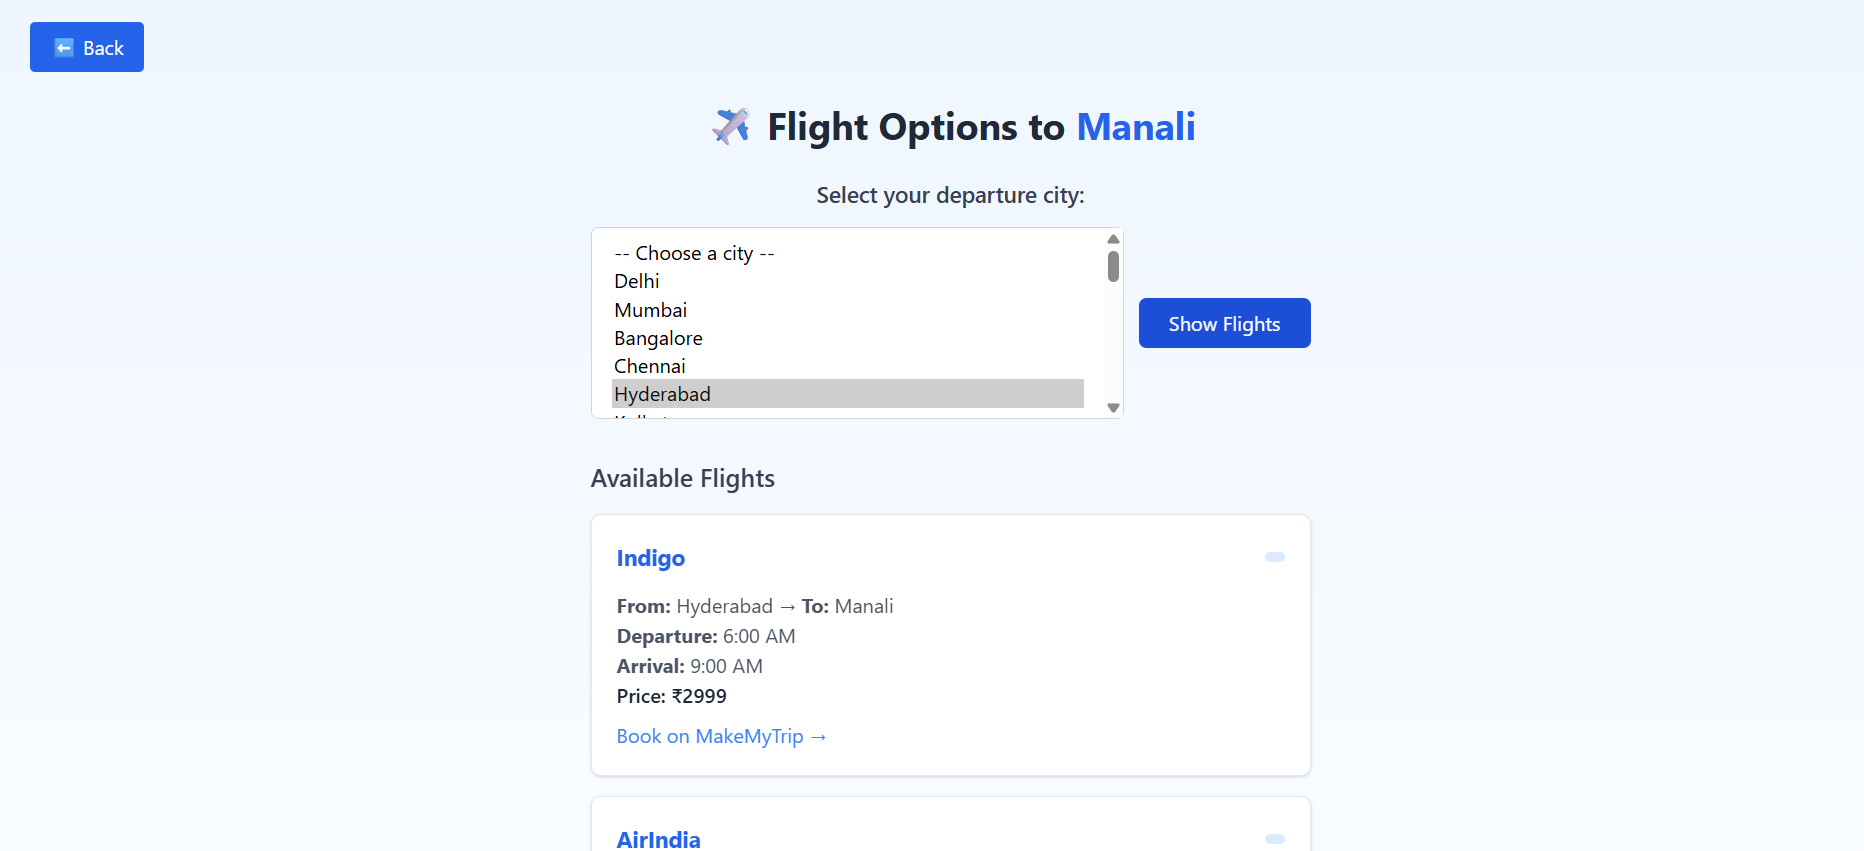 Back
Flight Options to Manali
Select your departure city:
-- Choose a city --
Delhi
Mumbai
Bangalore
Chennai
Hyderabad
Show Flights
Available Flights
Indigo
From: Hyderabad → To: Manali
Departure: 6:00 AM
Arrival: 9:00 AM
Price: ₹2999
Book on MakeMyTrip →
AirIndia